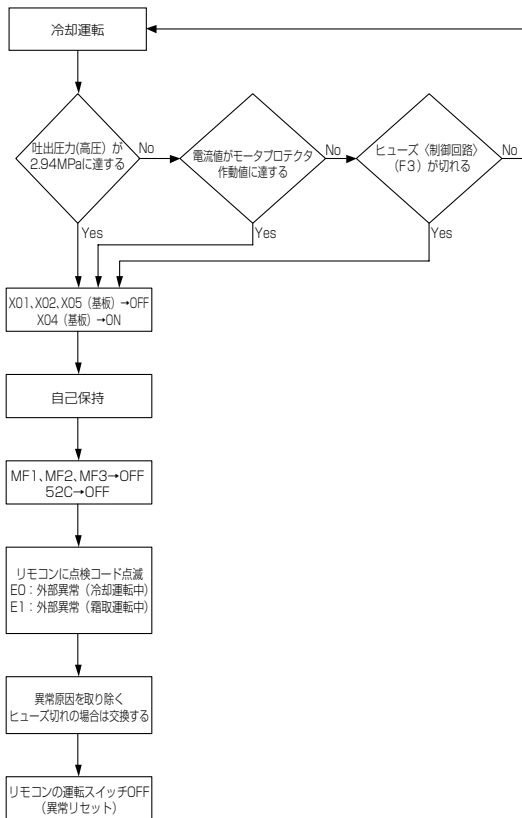 冷却運転
吐出圧力(高圧)が
2.94MPaに達する
No
電流値がモータプロテクタ
作動値に達する
No
ヒューズ〈制御回路〉
(F3)が切れる
No
Yes
Yes
Yes
X01、X02、X05(基板)→OFF
X04(基板)→ON
自己保持
MF1、MF2、MF3→OFF
52C→OFF
リモコンに点検コード点滅
E0:外部異常(冷却運転中)
E1:外部異常(霜取運転中)
異常原因を取り除く
ヒューズ切れの場合は交換する
リモコンの運転スイッチOFF
(異常リセット)